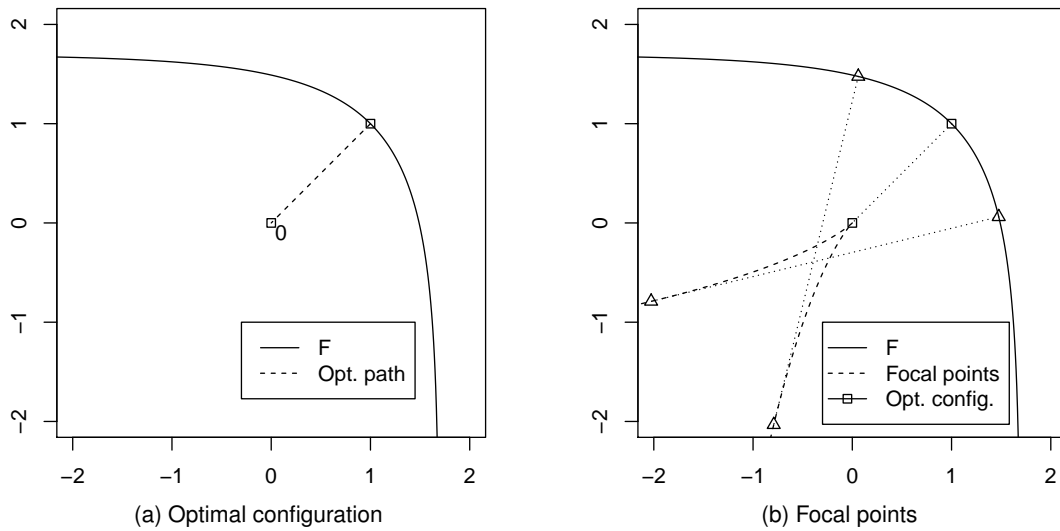 2
1
0
−1
−2
0
F
Opt. path
−2 −1 0 1 2
(a) Optimal configuration
2
1
0
−1
−2
F
Focal points
Opt. config.
−2 −1 0 1 2
(b) Focal points